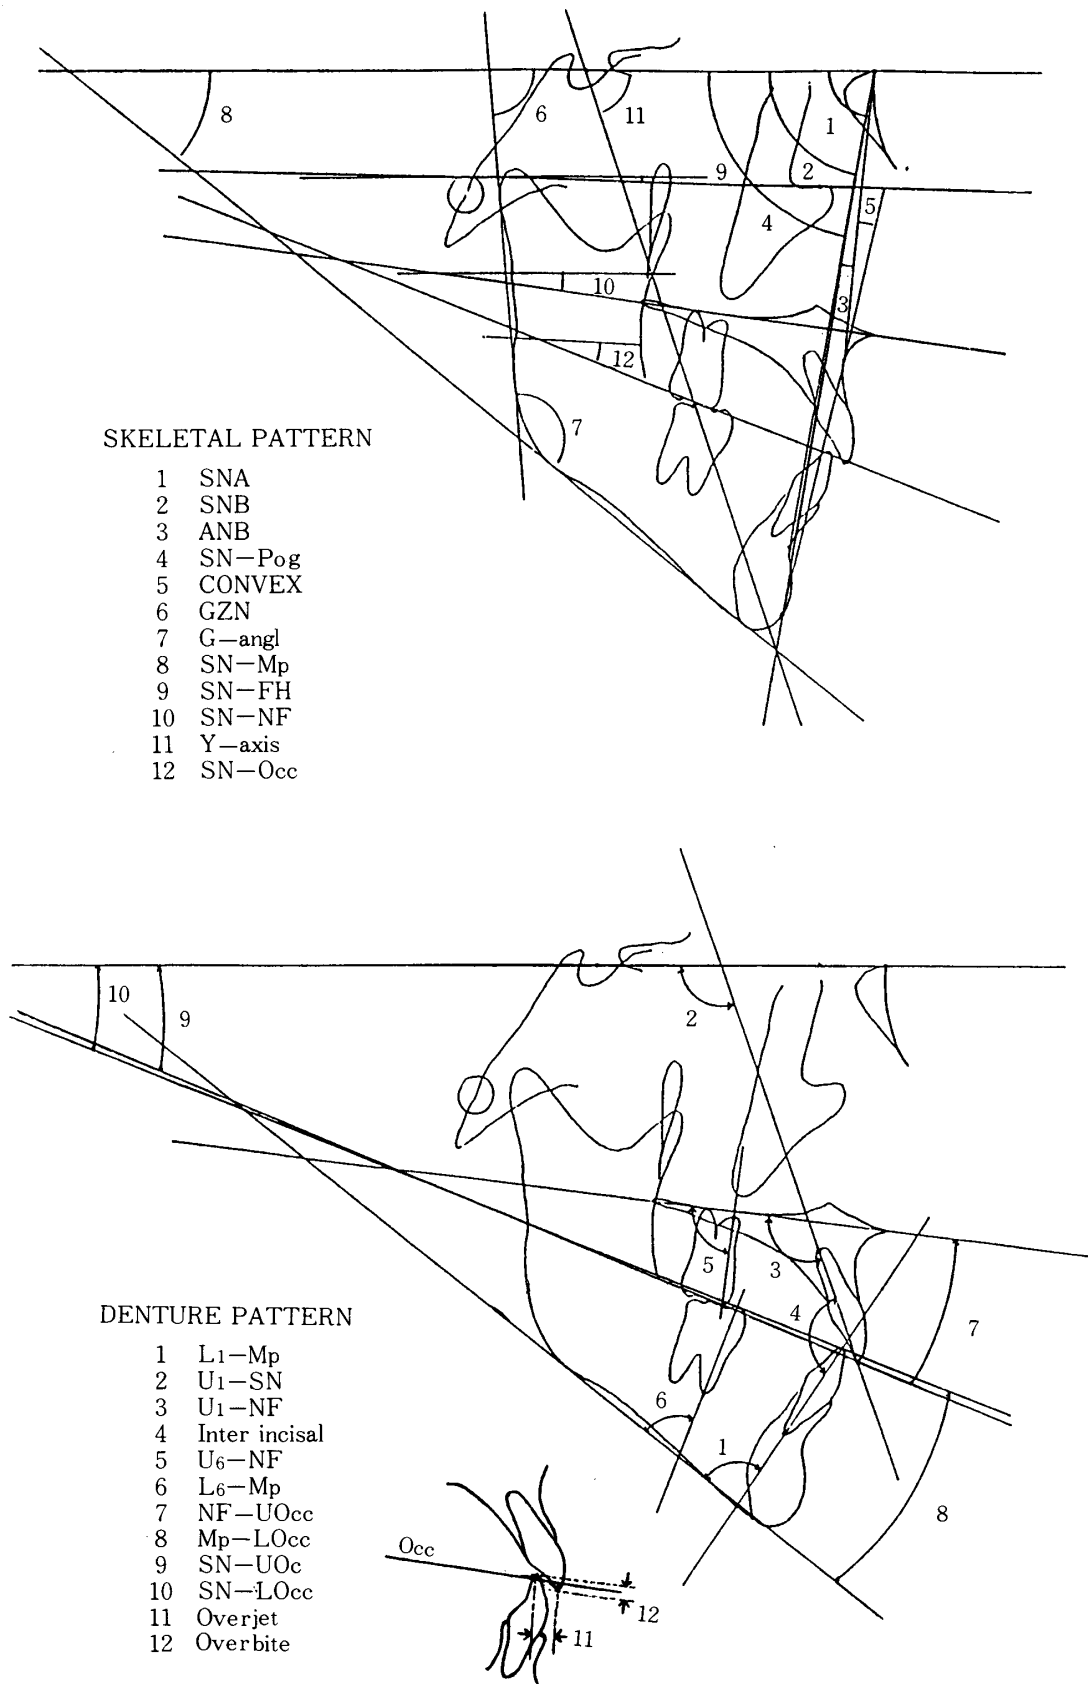 8
6
11
1
9
2
5
4
3
10
12
7
SKELETAL PATTERN
1 SNA
2 SNB
3 ANB
4 SN—Pog
5 CONVEX
6 GZN
7 G—angl
8 SN—Mp
9 SN—FH
10 SN—NF
11 Y—axis
12 SN—Occ
10
9
2
5
3
4
7
6
1
8
DENTURE PATTERN
1 L1—Mp
2 U1—SN
3 U1—NF
4 Inter incisal
5 U6—NF
6 L6—Mp
7 NF—UOcc
8 Mp—LOcc
9 SN—UOc
10 SN—LOcc
11 Overjet
12 Overbite
Occ
12
11